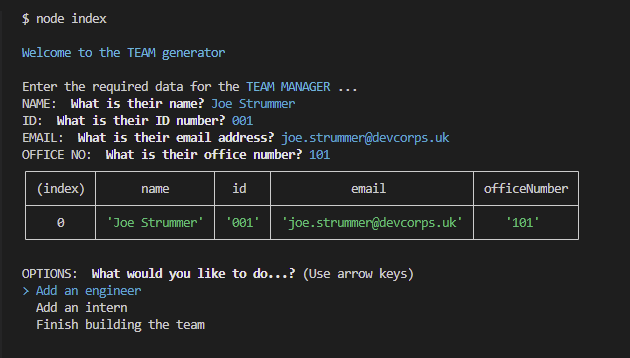 $ node index
Welcome to the TEAM generator
Enter the required data for the TEAM MANAGER ...
NAME:  What is their name? Joe Strummer
ID:  What is their ID number? 001
EMAIL:  What is their email address? joe.strummer@devcorps.uk
OFFICE NO:  What is their office number? 101
(index) name id email officeNumber
0 'Joe Strummer' '001' 'joe.strummer@devcorps.uk' '101'
OPTIONS:  What would you like to do...? (Use arrow keys)
> Add an engineer
Add an intern
Finish building the team